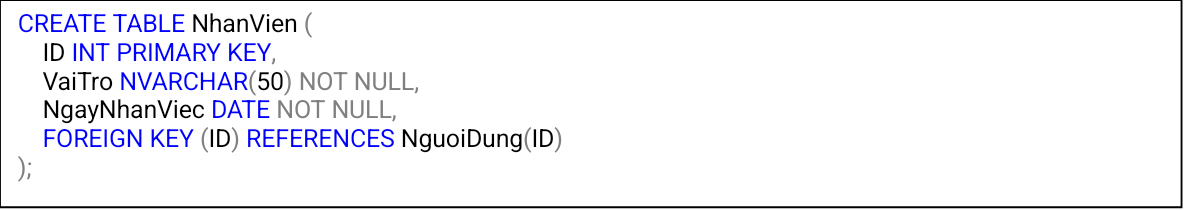 CREATE TABLE NhanVien (
ID INT PRIMARY KEY,
VaiTro NVARCHAR(50) NOT NULL,
NgayNhanViec DATE NOT NULL,
FOREIGN KEY (ID) REFERENCES NguoiDung(ID)
);